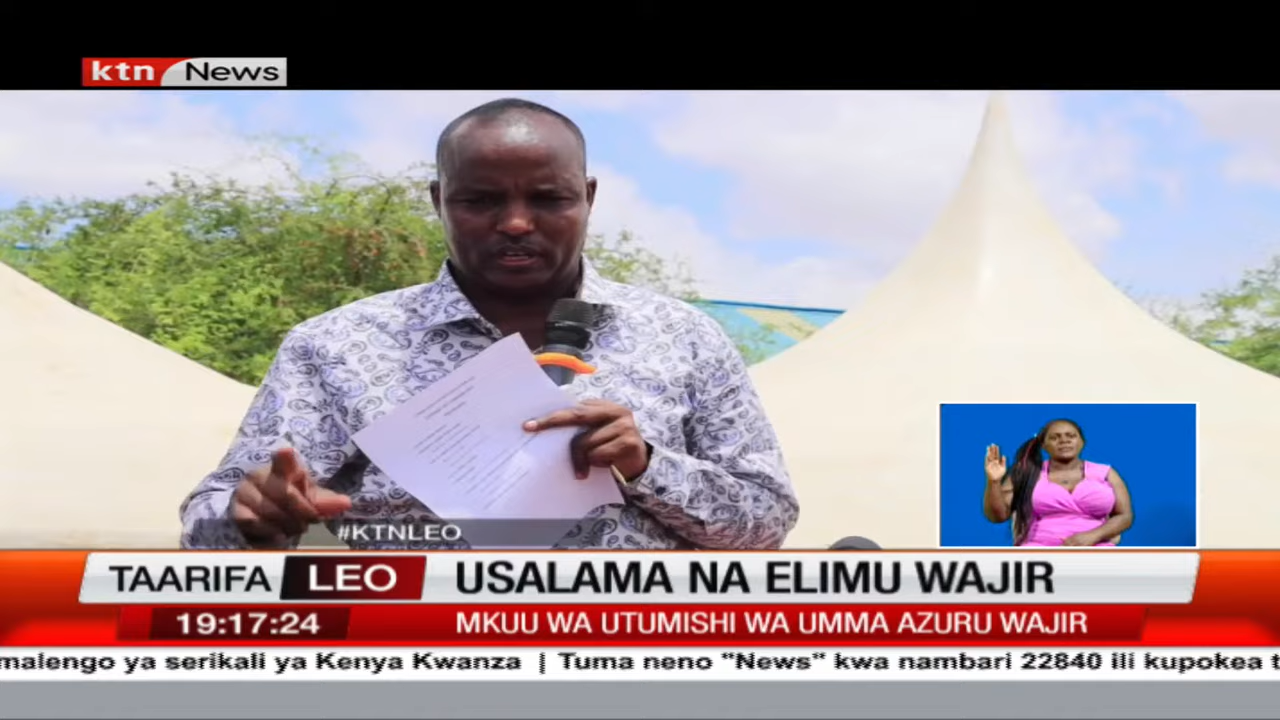 ktn News
#KTNLEO
TAARIFA LEO
USALAMA NA ELIMU WAJIR
19:17:24
MKUU WA UTUMISHI WA UMMA AZURU WAJIR
malengo ya serikali ya Kenya Kwanza | Tuma neno "News" kwa nambari 22840 ili kupokea